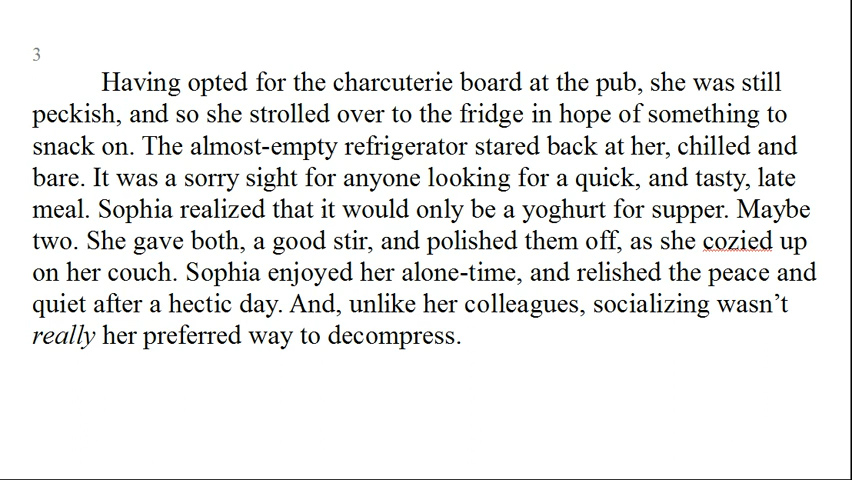 3
Having opted for the charcuterie board at the pub, she was still
peckish, and so she strolled over to the fridge in hope of something to
snack on. The almost-empty refrigerator stared back at her, chilled and
bare. It was a sorry sight for anyone looking for a quick, and tasty, late
meal. Sophia realized that it would only be a yoghurt for supper. Maybe
two. She gave both, a good stir, and polished them off, as she cozied up
on her couch. Sophia enjoyed her alone-time, and relished the peace and
quiet after a hectic day. And, unlike her colleagues, socializing wasn’t
really her preferred way to decompress.